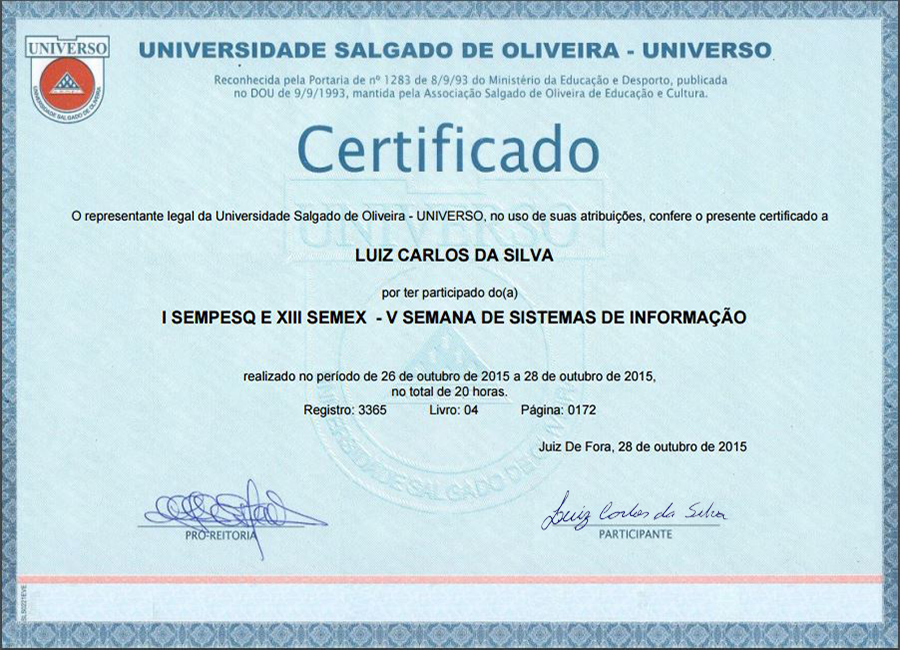 UNIVERSO
UNIVERSIDADE SALGADO DE OLIVEIRA
UNIVERSIDADE SALGADO DE OLIVEIRA - UNIVERSO
Reconhecida pela Portaria de nº 1283 de 8/9/93 do Ministério da Educação e Desporto, publicada
no DOU de 9/9/1993, mantida pela Associação Salgado de Oliveira de Educação e Cultura.
Certificado
O representante legal da Universidade Salgado de Oliveira - UNIVERSO, no uso de suas atribuições, confere o presente certificado a
UNIVERSO
LUIZ CARLOS DA SILVA
por ter participado do(a)
I SEMPESQ E XIII SEMEX - V SEMANA DE SISTEMAS DE INFORMAÇÃO
realizado no período de 26 de outubro de 2015 a 28 de outubro de 2015,
no total de 20 horas.
Registro: 3365 Livro: 04 Página: 0172
UNIVERSIDADE SALGADO DE OLIVEIRA
Juiz De Fora, 28 de outubro de 2015
Luiz Carlos da Silva
PRÓ-REITORIA
PARTICIPANTE